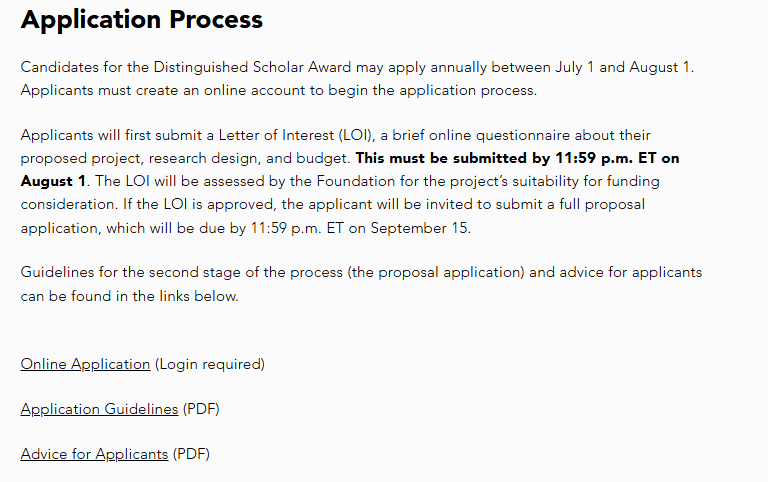 Application Process
Candidates for the Distinguished Scholar Award may apply annually between July 1 and August 1.
Applicants must create an online account to begin the application process.
Applicants will first submit a Letter of Interest (LOI), a brief online questionnaire about their
proposed project, research design, and budget. This must be submitted by 11:59 p.m. ET on
August 1. The LOI will be assessed by the Foundation for the project's suitability for funding
consideration. If the LOI is approved, the applicant will be invited to submit a full proposal
application, which will be due by 11:59 p.m. ET on September 15.
Guidelines for the second stage of the process (the proposal application) and advice for applicants
can be found in the links below.
Online Application (Login required)
Application Guidelines (PDF)
Advice for Applicants (PDF)